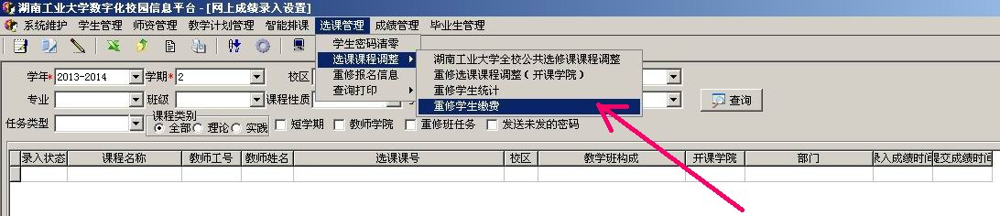 湖南工业大学数字化校园信息平台 - [网上成绩录入设置]
系统维护 学生管理 师资管理 教学计划管理 智能排课 选课管理 成绩管理 毕业生管理
学生密码清零
选课课程调整
重修报名信息
查询打印
湖南工业大学全校公共选修课课程调整
重修选课课程调整(开课学院)
重修学生统计
重修学生缴费
学年* 2013-2014 学期* 2 校区
专业 班级 课程性质 查询
任务类型 课程类别 全部 理论 实践 短学期 教师学院 重修班任务 发送未发的密码
录入状态 课程名称 教师工号 教师姓名 选课课号 校区 教学班构成 开课学院 部门 录入成绩时间 提交成绩时间